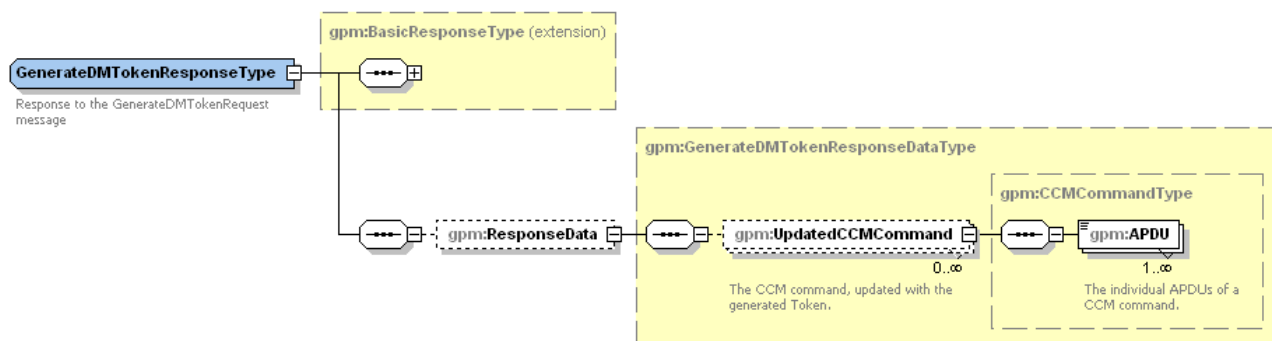 gpm:BasicResponseType (extension)
GenerateDMTokenResponseType
Response to the GenerateDMTokenRequest
message
gpm:GenerateDMTokenResponseDataType
gpm:CCMCommandType
gpm:ResponseData
gpm:UpdatedCCMCommand
gpm:APDU
0..∞
1..∞
The CCM command, updated with the
generated Token.
The individual APDUs of a
CCM command.